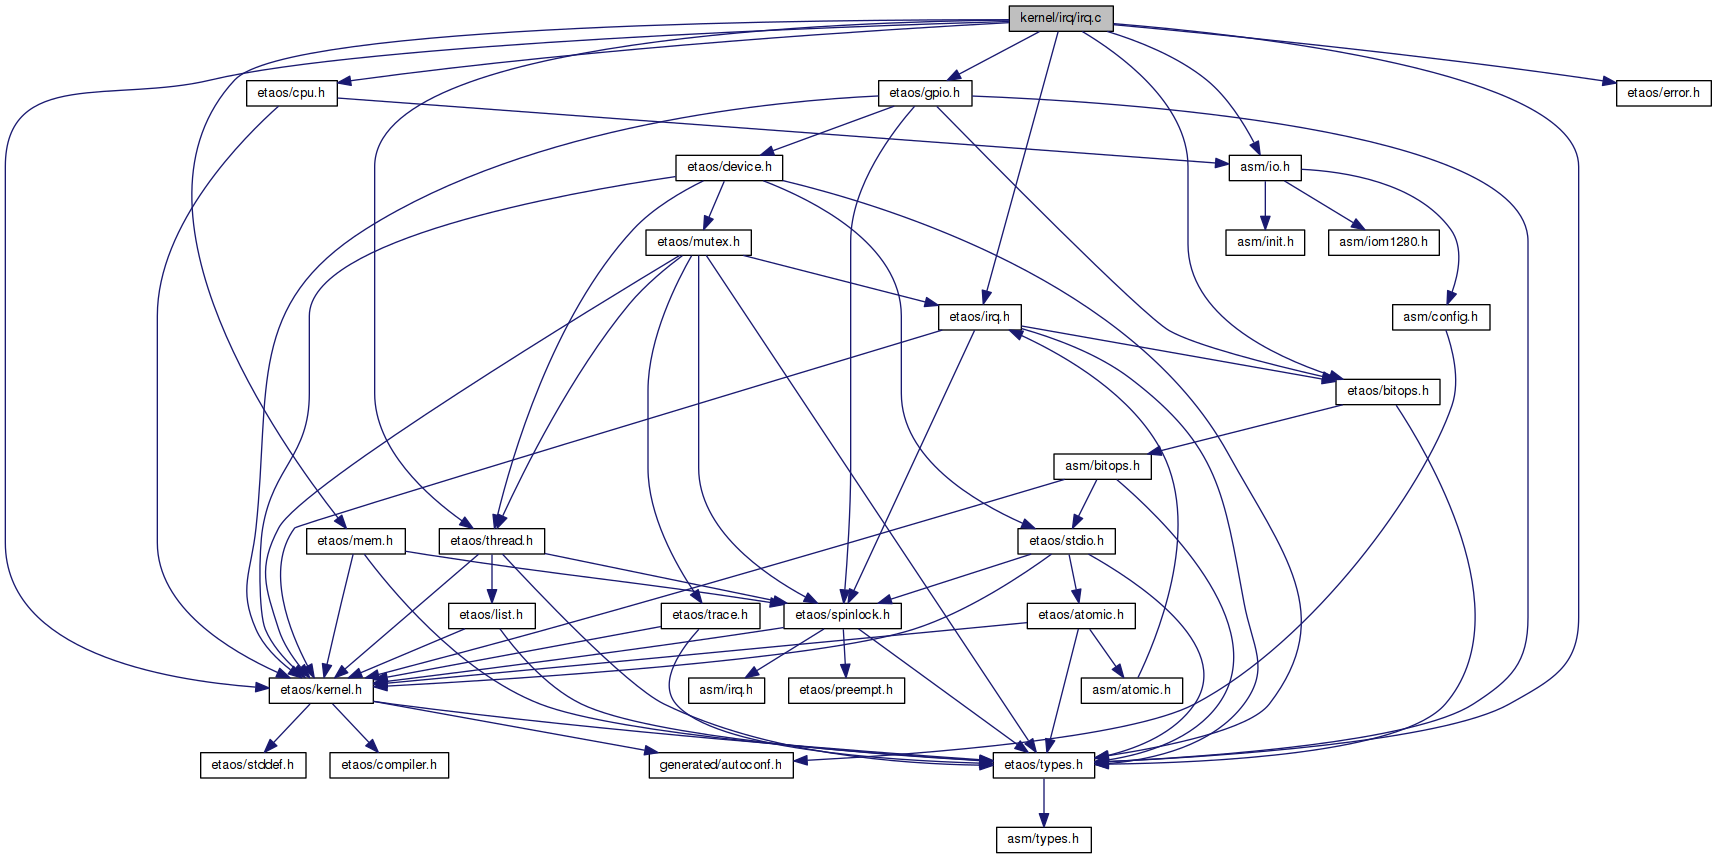 kernel/irq/irq.c
etaos/cpu.h
etaos/gpio.h
etaos/error.h
etaos/device.h
asm/io.h
etaos/mutex.h
asm/init.h
asm/iom1280.h
etaos/irq.h
asm/config.h
etaos/bitops.h
asm/bitops.h
etaos/mem.h
etaos/thread.h
etaos/stdio.h
etaos/list.h
etaos/trace.h
etaos/spinlock.h
etaos/atomic.h
etaos/kernel.h
asm/irq.h
etaos/preempt.h
asm/atomic.h
etaos/stddef.h
etaos/compiler.h
generated/autoconf.h
etaos/types.h
asm/types.h